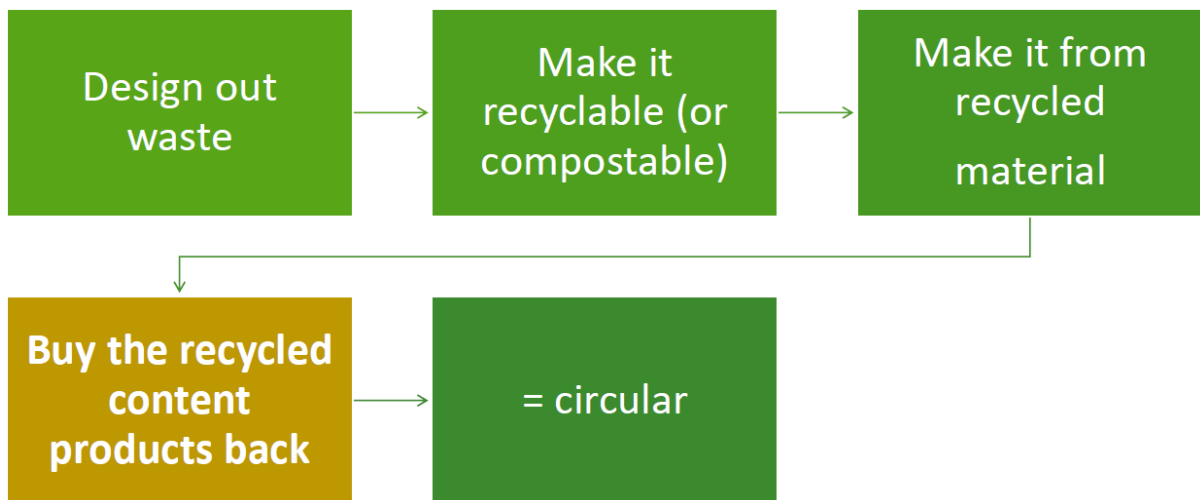 Design out
waste
Make it
recyclable (or
compostable)
Make it from
recycled
material
Buy the recycled
content
products back
= circular